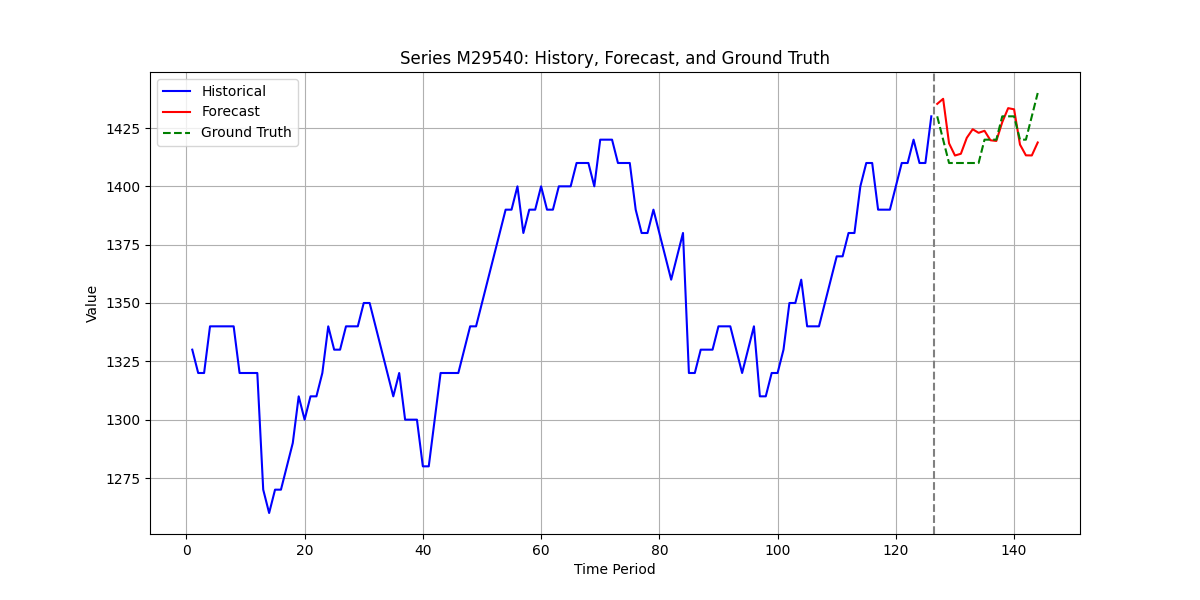 Series M29540: History, Forecast, and Ground Truth
Historical
Forecast
Ground Truth
1425
1400
1375
1350
1325
1300
1275
Value
0 20 40 60 80 100 120 140
Time Period